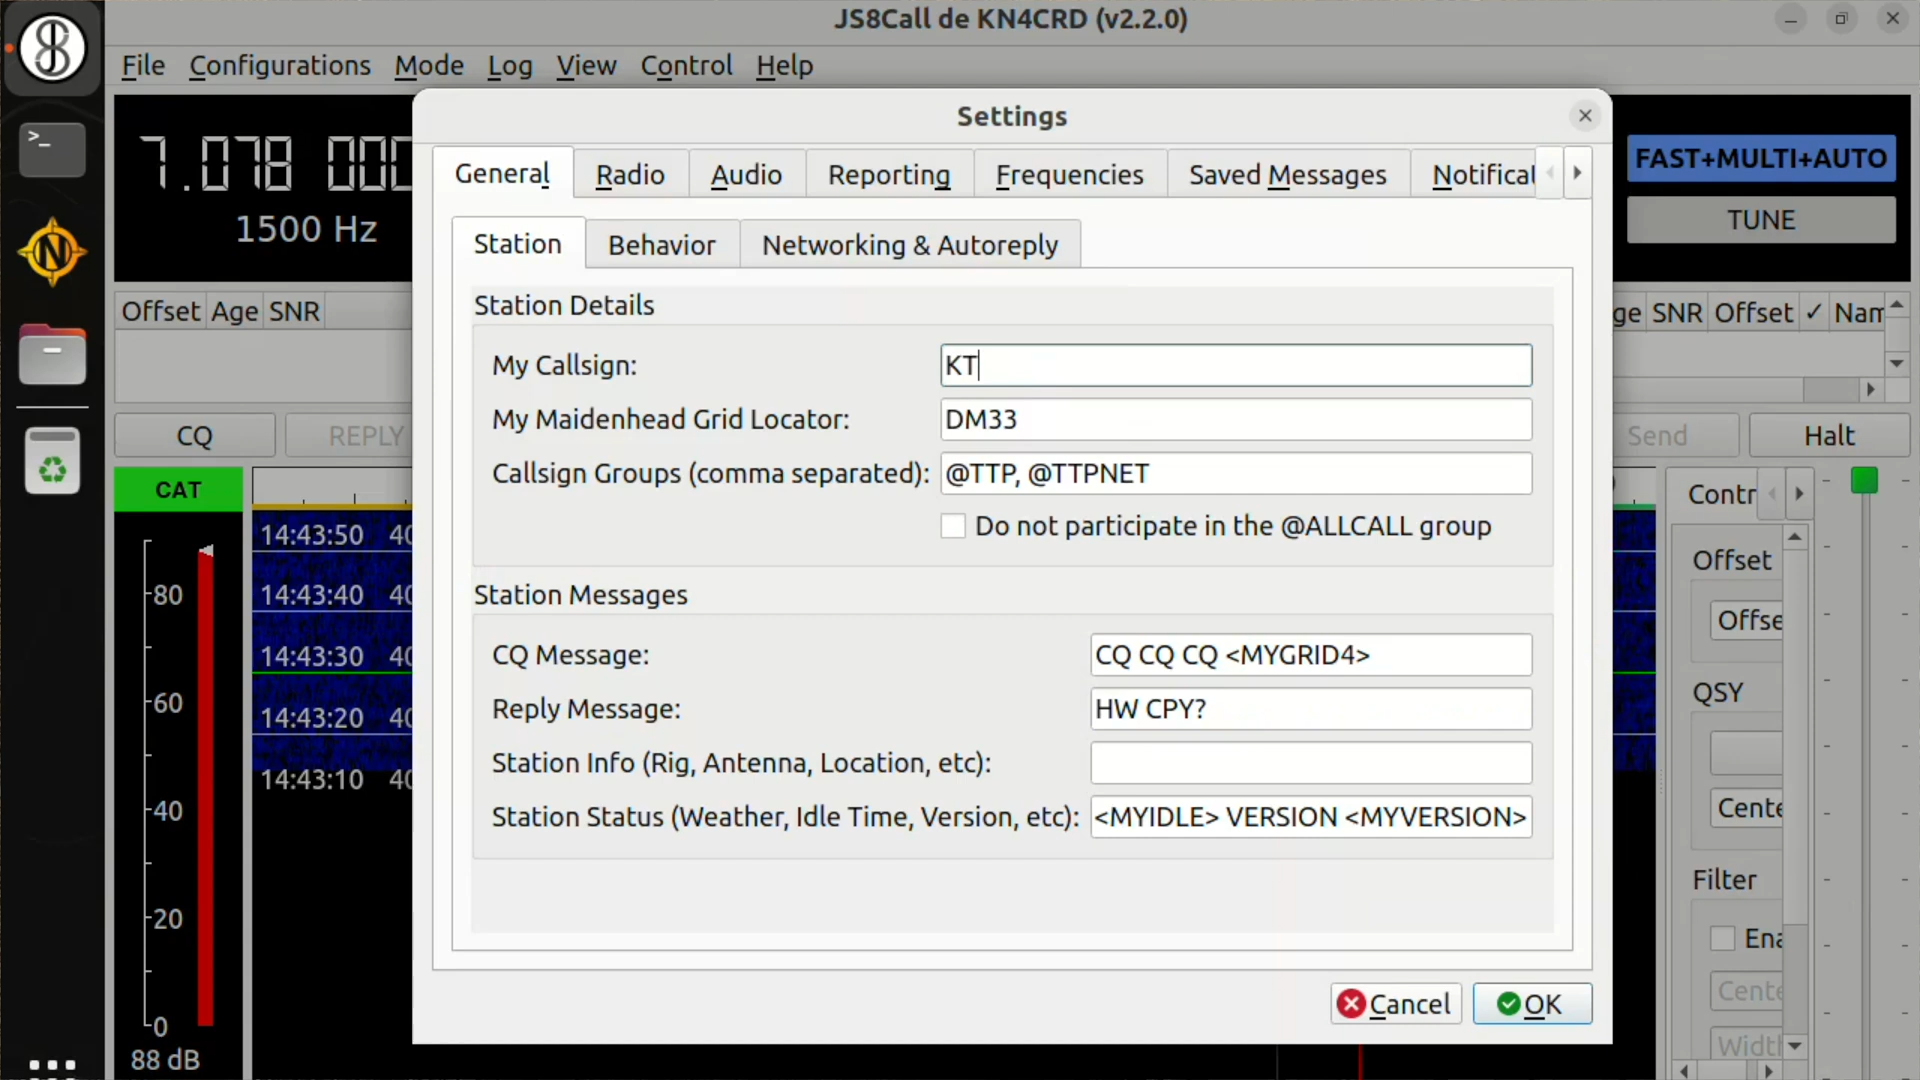 JS8Call de KN4CRD (v2.2.0)
File Configurations Mode Log View Control Help
7.078 000
1500 Hz
FAST+MULTI+AUTO
TUNE
Offset Age SNR
SNR Offset ✓
CQ REPLY
Send Halt
CAT
14:43:50
14:43:40
14:43:30
14:43:20
14:43:10
80
60
40
20
0
88 dB
Settings
General Radio Audio Reporting Frequencies Saved Messages
Station Behavior Networking & Autoreply
Station Details
My Callsign: KT
My Maidenhead Grid Locator: DM33
Callsign Groups (comma separated): @TTP, @TTPNET
Do not participate in the @ALLCALL group
Station Messages
CQ Message: CQ CQ CQ <MYGRID4>
Reply Message: HW CPY?
Station Info (Rig, Antenna, Location, etc):
Station Status (Weather, Idle Time, Version, etc): <MYIDLE> VERSION <MYVERSION>
Cancel OK
Offset
QSY
Filter